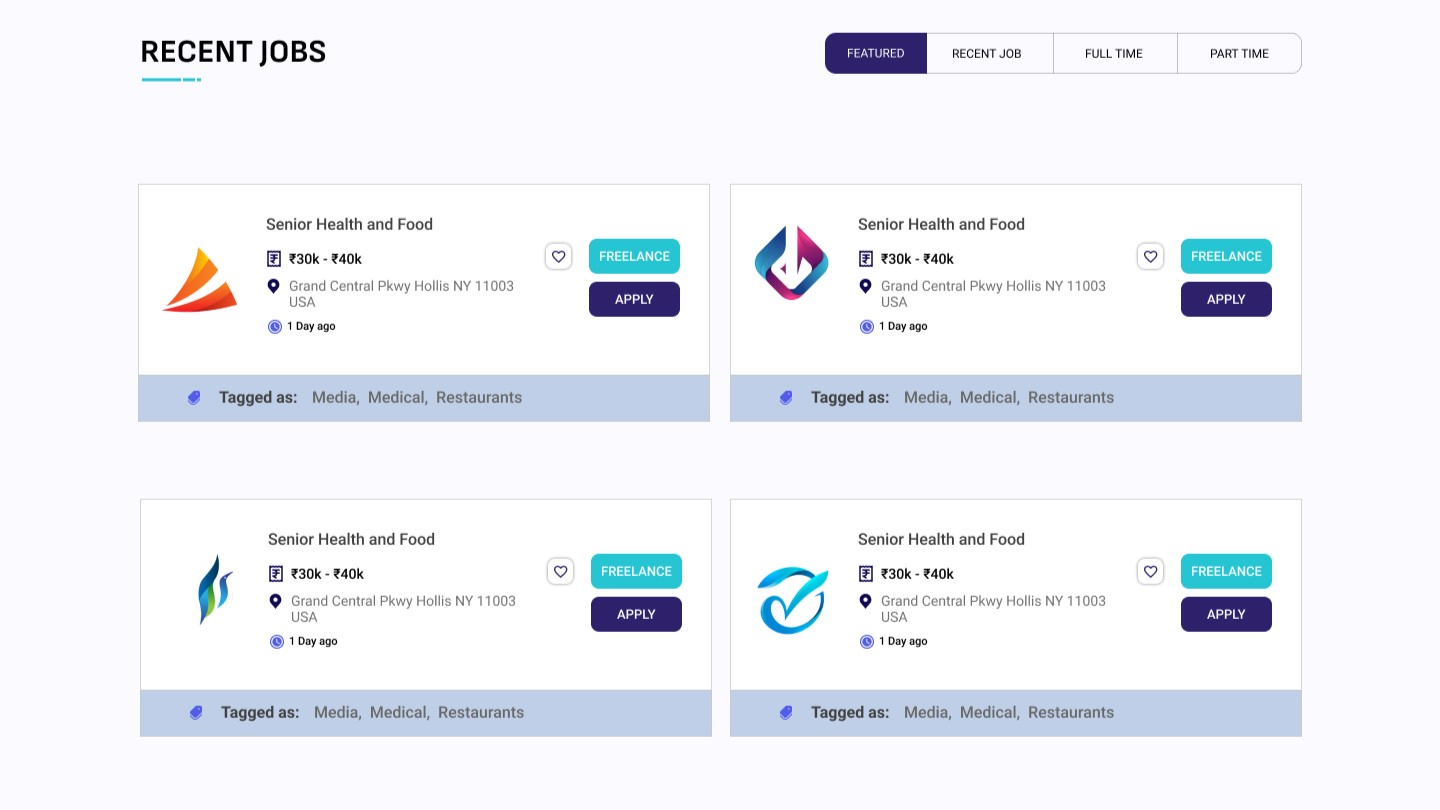 RECENT JOBS
FEATURED
RECENT JOB
FULL TIME
PART TIME
Senior Health and Food
₹30k - ₹40k
Grand Central Pkwy Hollis NY 11003
USA
1 Day ago
FREELANCE
APPLY
Tagged as: Media, Medical, Restaurants
Senior Health and Food
₹30k - ₹40k
Grand Central Pkwy Hollis NY 11003
USA
1 Day ago
FREELANCE
APPLY
Tagged as: Media, Medical, Restaurants
Senior Health and Food
₹30k - ₹40k
Grand Central Pkwy Hollis NY 11003
USA
1 Day ago
FREELANCE
APPLY
Tagged as: Media, Medical, Restaurants
Senior Health and Food
₹30k - ₹40k
Grand Central Pkwy Hollis NY 11003
USA
1 Day ago
FREELANCE
APPLY
Tagged as: Media, Medical, Restaurants